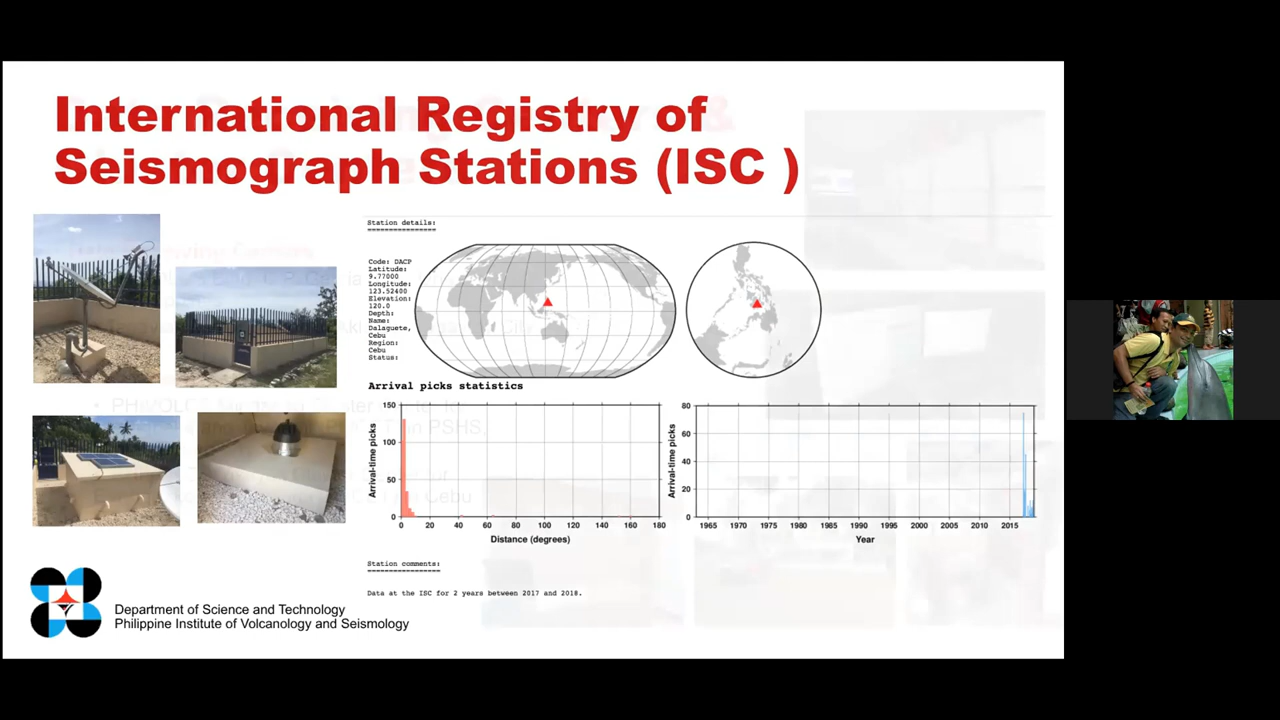 International Registry of
Seismograph Stations (ISC )
Station details:
================
Code: DACP
Latitude:
9.77000
Longitude:
123.52400
Elevation:
120.0
Depth:
Name:
Dalaguete,
Cebu
Region:
Cebu
Status:
Arrival picks statistics
150
100
50
0
Arrival-time picks
0 20 40 60 80 100 120 140 160 180
Distance (degrees)
80
60
40
20
0
Arrival-time picks
1965 1970 1975 1980 1985 1990 1995 2000 2005 2010 2015
Year
Station comments:
=================
Data at the ISC for 2 years between 2017 and 2018.
Department of Science and Technology
Philippine Institute of Volcanology and Seismology